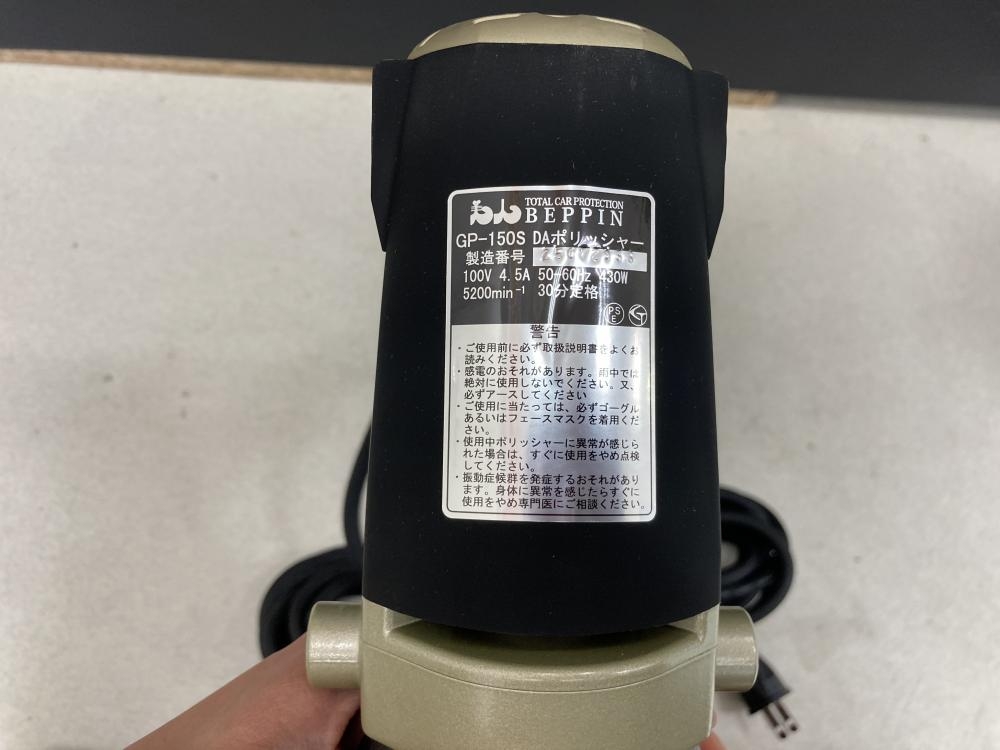 TOTAL CAR PROTECTION
BEPPIN
GP-150S DAポリッシャー
製造番号
100V 4.5A 50-60Hz 430W
5200min⁻¹ 30分定格
PS
E
警告
・ご使用前に必ず取扱説明書をよくお
読みください。
・感電のおそれがあります。雨中では
絶対に使用しないでください。又、
必ずアースしてください
・ご使用に当たっては、必ずゴーグル
あるいはフェースマスクを着用くだ
さい。
・使用中ポリッシャーに異常が感じら
れた場合は、すぐに使用をやめ点検
してください。
・振動症候群を発症するおそれがあり
ます。身体に異常を感じたらすぐに
使用をやめ専門医にご相談ください。